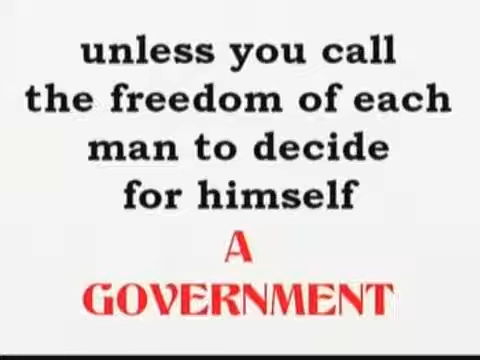 unless you call
the freedom of each
man to decide
for himself
A
GOVERNMENT